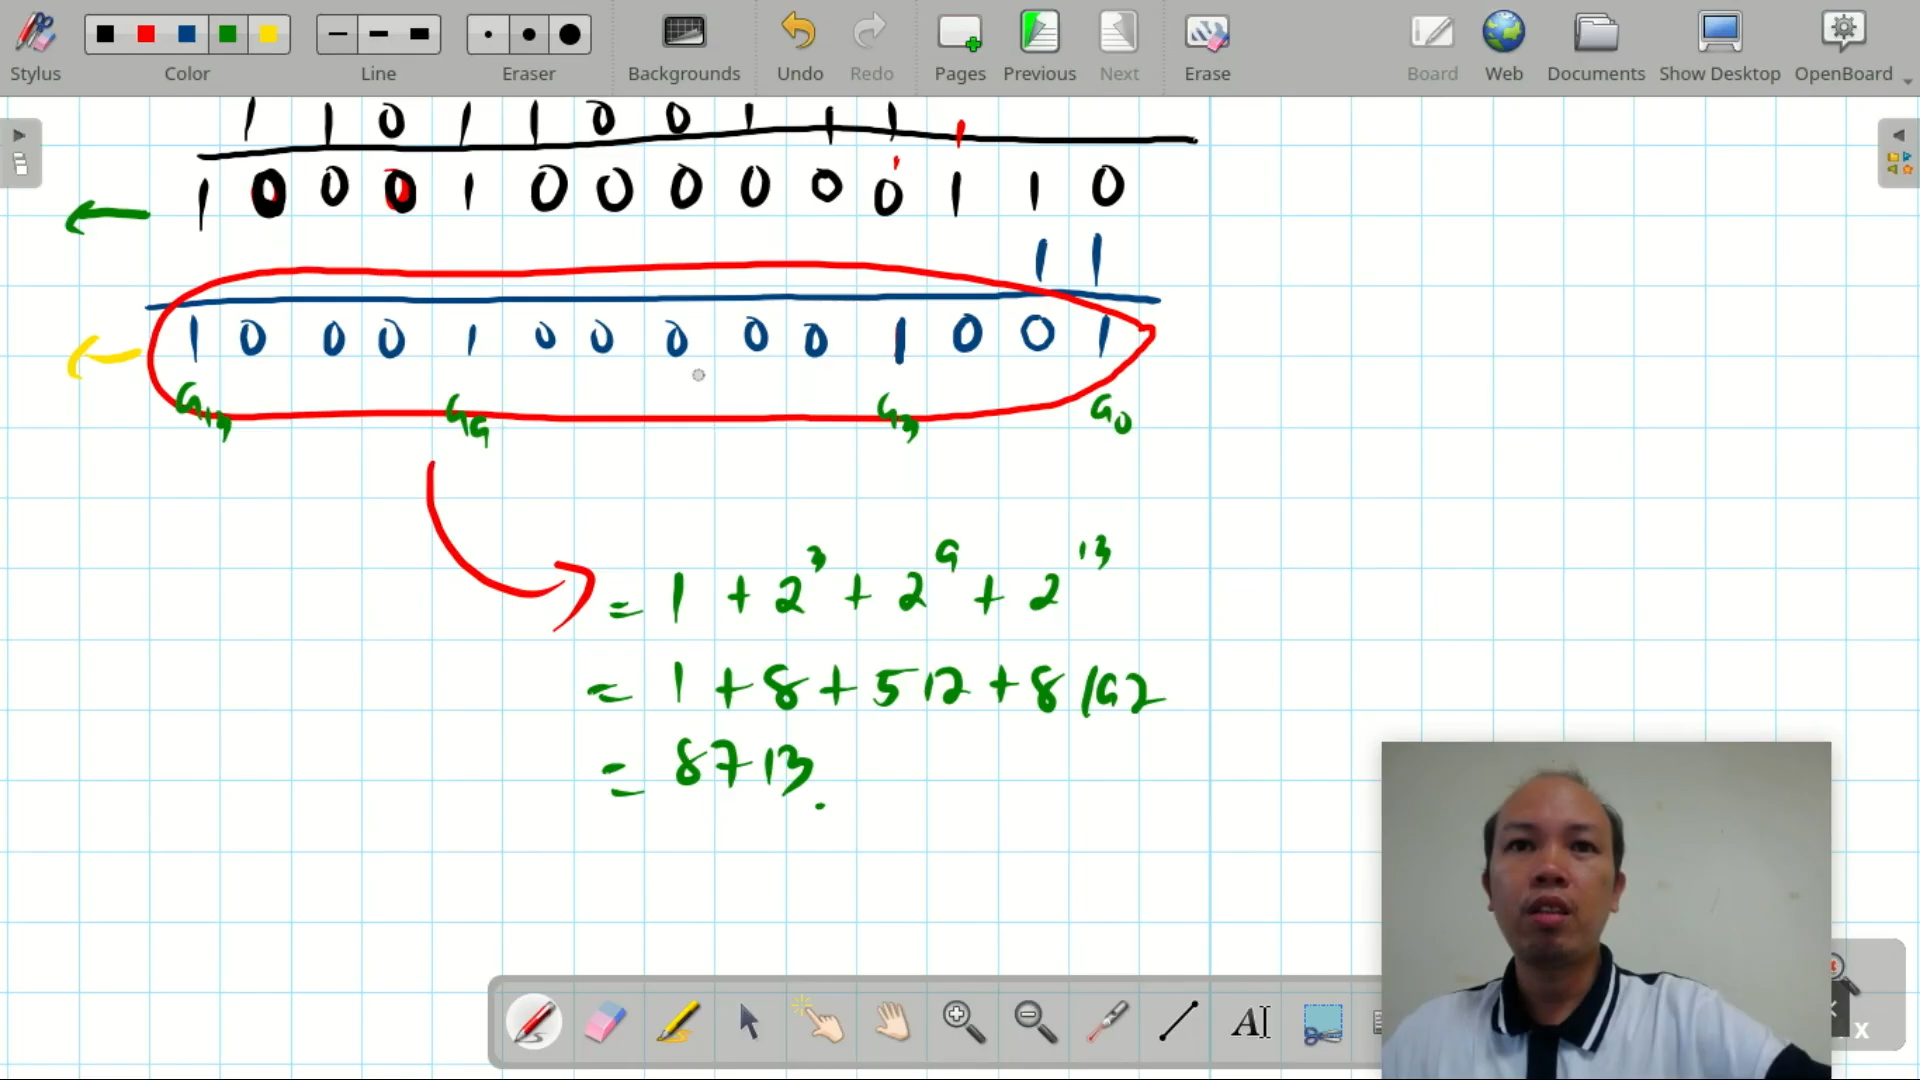 Stylus Color Line Eraser Backgrounds Undo Redo Pages Previous Next Erase Board Web Documents Show Desktop OpenBoard
1 1 0 1 1 0 0 1 1 1 1
1 0 0 0 1 0 0 0 0 0 0 1 1 0
1 1
1 0 0 0 1 0 0 0 0 0 1 0 0 1
a13 a9 a3 a0
= 1 + 2^3 + 2^9 + 2^13
= 1 + 8 + 512 + 8192
= 8713.
AI
x